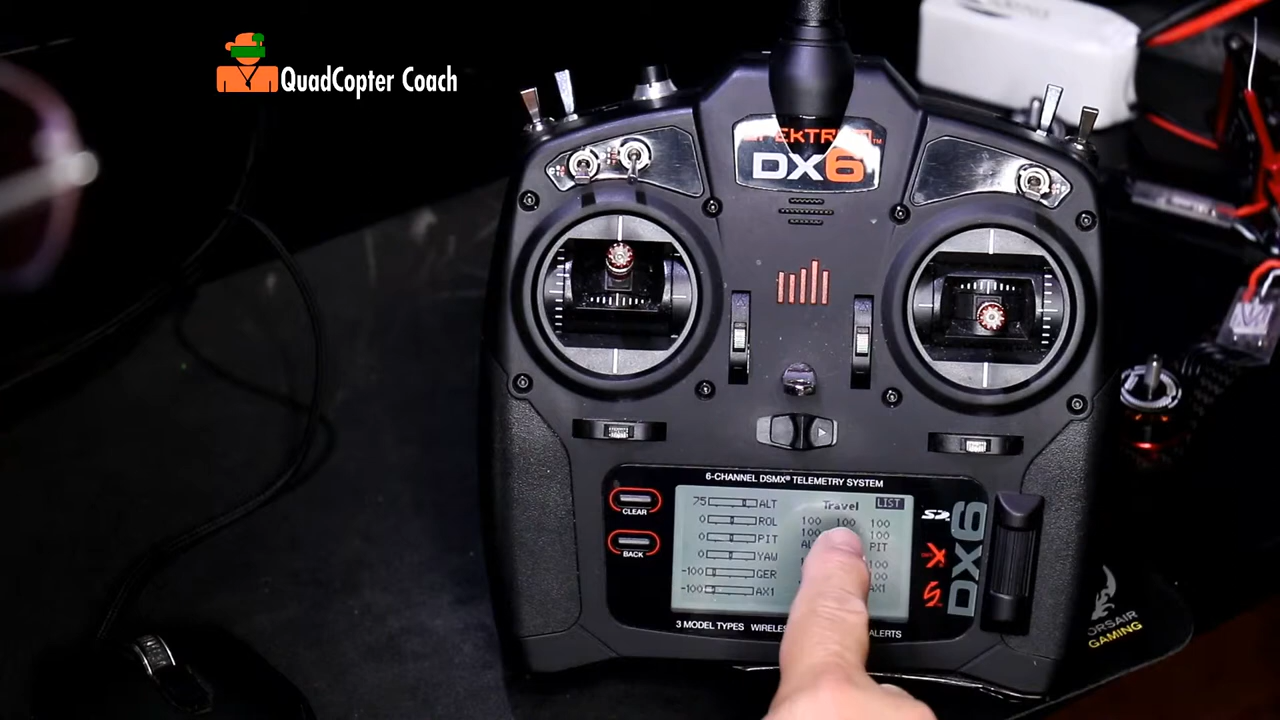 QuadCopter Coach
SPEKTRUM
DX6
6-CHANNEL DSMX® TELEMETRY SYSTEM
CLEAR
BACK
75 ALT
0 ROL
0 PIT
0 YAW
-100 GER
-100 AX1
Travel LIST
100 100 100
100 100
PIT
100
100
AX1
3 MODEL TYPES
ALERTS
SD
DX6
CORSAIR
GAMING